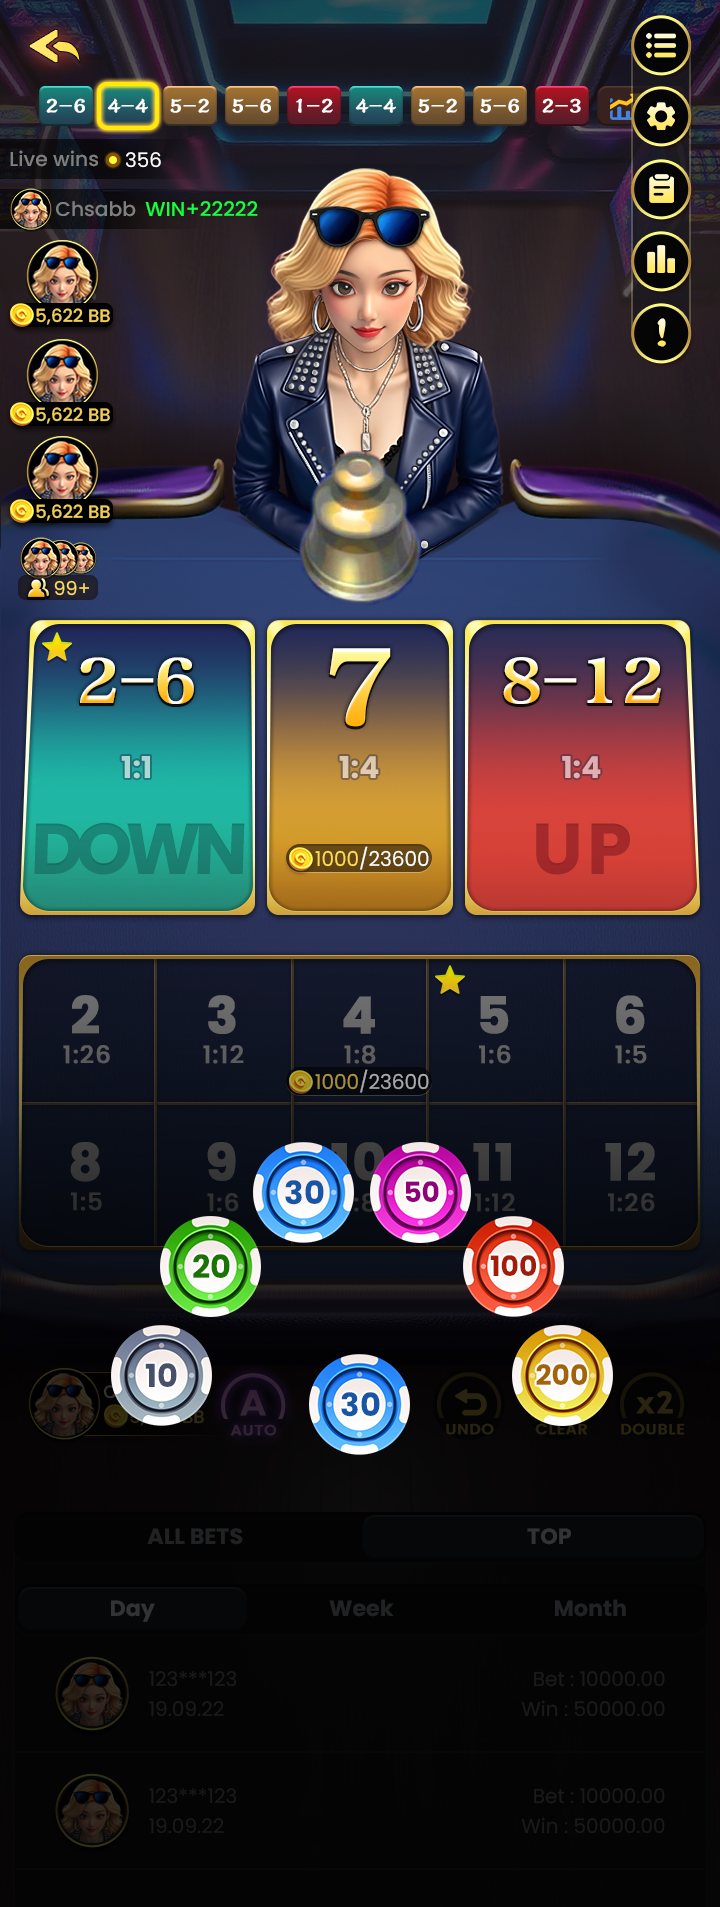 2-6 4-4 5-2 5-6 1-2 4-4 5-2 5-6 2-3
Live wins 356
Chsabb WIN+22222
5,622 BB
5,622 BB
5,622 BB
99+
2-6 7 8-12
1:1 1:4 1:4
DOWN UP
1000/23600
2 3 4 5 6
1:26 1:12 1:8 1:6 1:5
1000/23600
8 9 10 11 12
1:5 1:6 1:12 1:26
30 50
20 100
10 30 200
A x2
BB AUTO UNDO CLEAR DOUBLE
ALL BETS TOP
Day Week Month
123***123 Bet : 10000.00
19.09.22 Win : 50000.00
123***123 Bet : 10000.00
19.09.22 Win : 50000.00